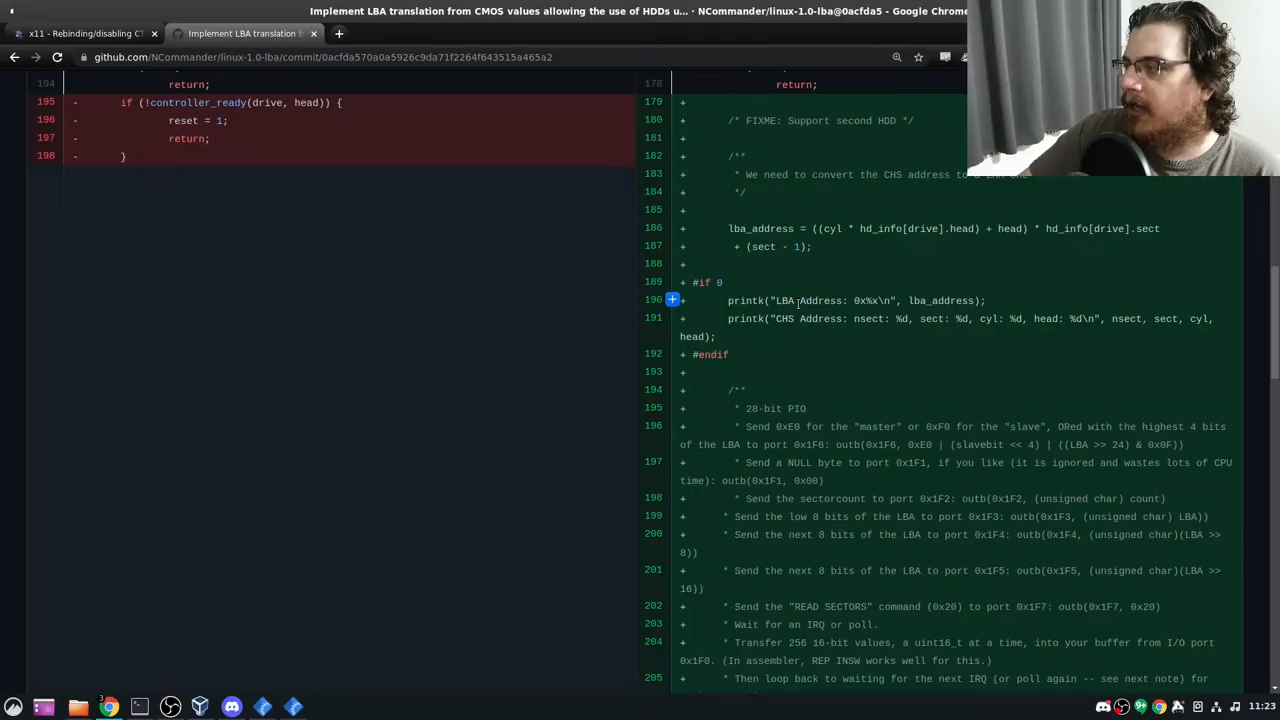 Implement LBA translation from CMOS values allowing the use of HDDs u... · NCommander/linux-1.0-lba@0acfda5 - Google Chrome
x11 - Rebinding/disabling CT
Implement LBA translation f
github.com/NCommander/linux-1.0-lba/commit/0acfda570a0a5926c9da71f2264f643515a465a2
194 return;
195 - if (!controller_ready(drive, head)) {
196 - reset = 1;
197 - return;
198 - }
178 return;
179 +
180 + /* FIXME: Support second HDD */
181 +
182 + /**
183 + * We need to convert the CHS address to a LBA one
184 + */
185 +
186 + lba_address = ((cyl * hd_info[drive].head) + head) * hd_info[drive].sect
187 + + (sect - 1);
188 +
189 + #if 0
190 + printk("LBA Address: 0x%x\n", lba_address);
191 + printk("CHS Address: nsect: %d, sect: %d, cyl: %d, head: %d\n", nsect, sect, cyl,
head);
192 + #endif
193 +
194 + /**
195 + * 28-bit PIO
196 + * Send 0xE0 for the "master" or 0xF0 for the "slave", ORed with the highest 4 bits
of the LBA to port 0x1F6: outb(0x1F6, 0xE0 | (slavebit << 4) | ((LBA >> 24) & 0x0F))
197 + * Send a NULL byte to port 0x1F1, if you like (it is ignored and wastes lots of CPU
time): outb(0x1F1, 0x00)
198 + * Send the sectorcount to port 0x1F2: outb(0x1F2, (unsigned char) count)
199 + * Send the low 8 bits of the LBA to port 0x1F3: outb(0x1F3, (unsigned char) LBA))
200 + * Send the next 8 bits of the LBA to port 0x1F4: outb(0x1F4, (unsigned char)(LBA >>
8))
201 + * Send the next 8 bits of the LBA to port 0x1F5: outb(0x1F5, (unsigned char)(LBA >>
16))
202 + * Send the "READ SECTORS" command (0x20) to port 0x1F7: outb(0x1F7, 0x20)
203 + * Wait for an IRQ or poll.
204 + * Transfer 256 16-bit values, a uint16_t at a time, into your buffer from I/O port
0x1F0. (In assembler, REP INSW works well for this.)
205 + * Then loop back to waiting for the next IRQ (or poll again -- see next note) for
3
9+
11:23